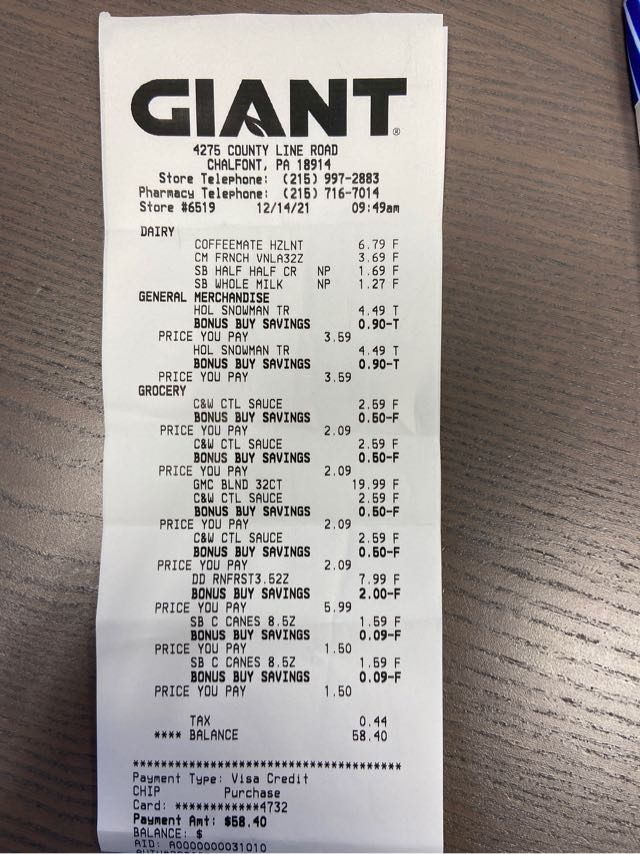 GIANT®
4275 COUNTY LINE ROAD
CHALFONT, PA 18914
Store Telephone: (215) 997-2883
Pharmacy Telephone: (215) 716-7014
Store #6519 12/14/21 09:49am
DAIRY
COFFEEMATE HZLNT 6.79 F
CM FRNCH VNLA32Z 3.69 F
SB HALF HALF CR NP 1.69 F
SB WHOLE MILK NP 1.27 F
GENERAL MERCHANDISE
HOL SNOWMAN TR 4.49 T
BONUS BUY SAVINGS 0.90-T
PRICE YOU PAY 3.59
HOL SNOWMAN TR 4.49 T
BONUS BUY SAVINGS 0.90-T
PRICE YOU PAY 3.59
GROCERY
C&W CTL SAUCE 2.59 F
BONUS BUY SAVINGS 0.50-F
PRICE YOU PAY 2.09
C&W CTL SAUCE 2.59 F
BONUS BUY SAVINGS 0.50-F
PRICE YOU PAY 2.09
GMC BLND 32CT 19.99 F
C&W CTL SAUCE 2.59 F
BONUS BUY SAVINGS 0.50-F
PRICE YOU PAY 2.09
C&W CTL SAUCE 2.59 F
BONUS BUY SAVINGS 0.50-F
PRICE YOU PAY 2.09
DD RNFRST3.52Z 7.99 F
BONUS BUY SAVINGS 2.00-F
PRICE YOU PAY 5.99
SB C CANES 8.5Z 1.59 F
BONUS BUY SAVINGS 0.09-F
PRICE YOU PAY 1.50
SB C CANES 8.5Z 1.59 F
BONUS BUY SAVINGS 0.09-F
PRICE YOU PAY 1.50
TAX 0.44
**** BALANCE 58.40
************************************
Payment Type: Visa Credit
CHIP Purchase
Card: ************4732
Payment Amt: $58.40
BALANCE: $
AID: A0000000031010